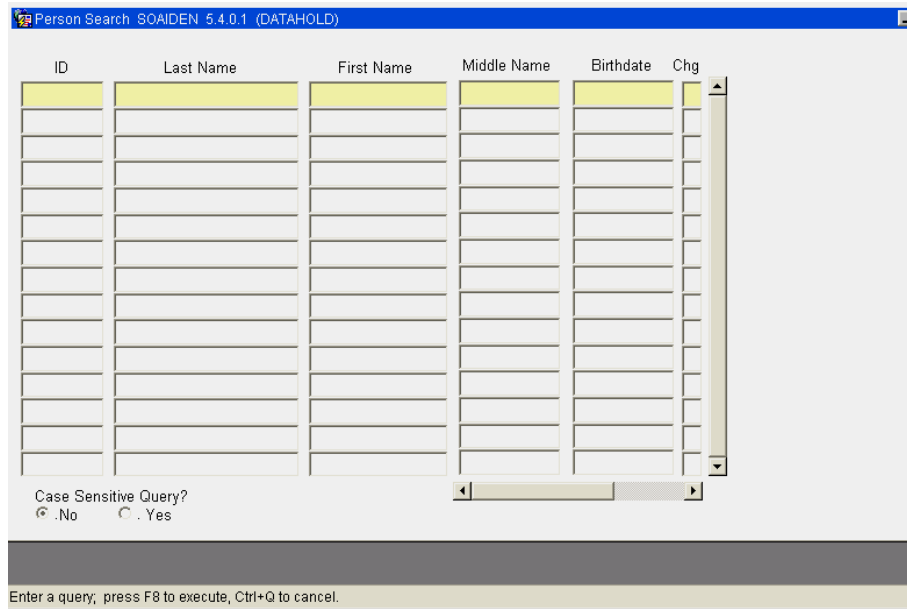 Person Search SOAIDEN 5.4.0.1 (DATAHOLD)
ID Last Name First Name Middle Name Birthdate Chg
Case Sensitive Query?
.No . Yes
Enter a query; press F8 to execute, Ctrl+Q to cancel.